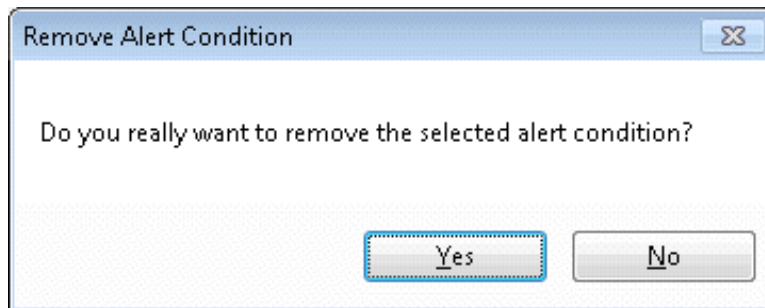 Remove Alert Condition
Do you really want to remove the selected alert condition?
Yes
No